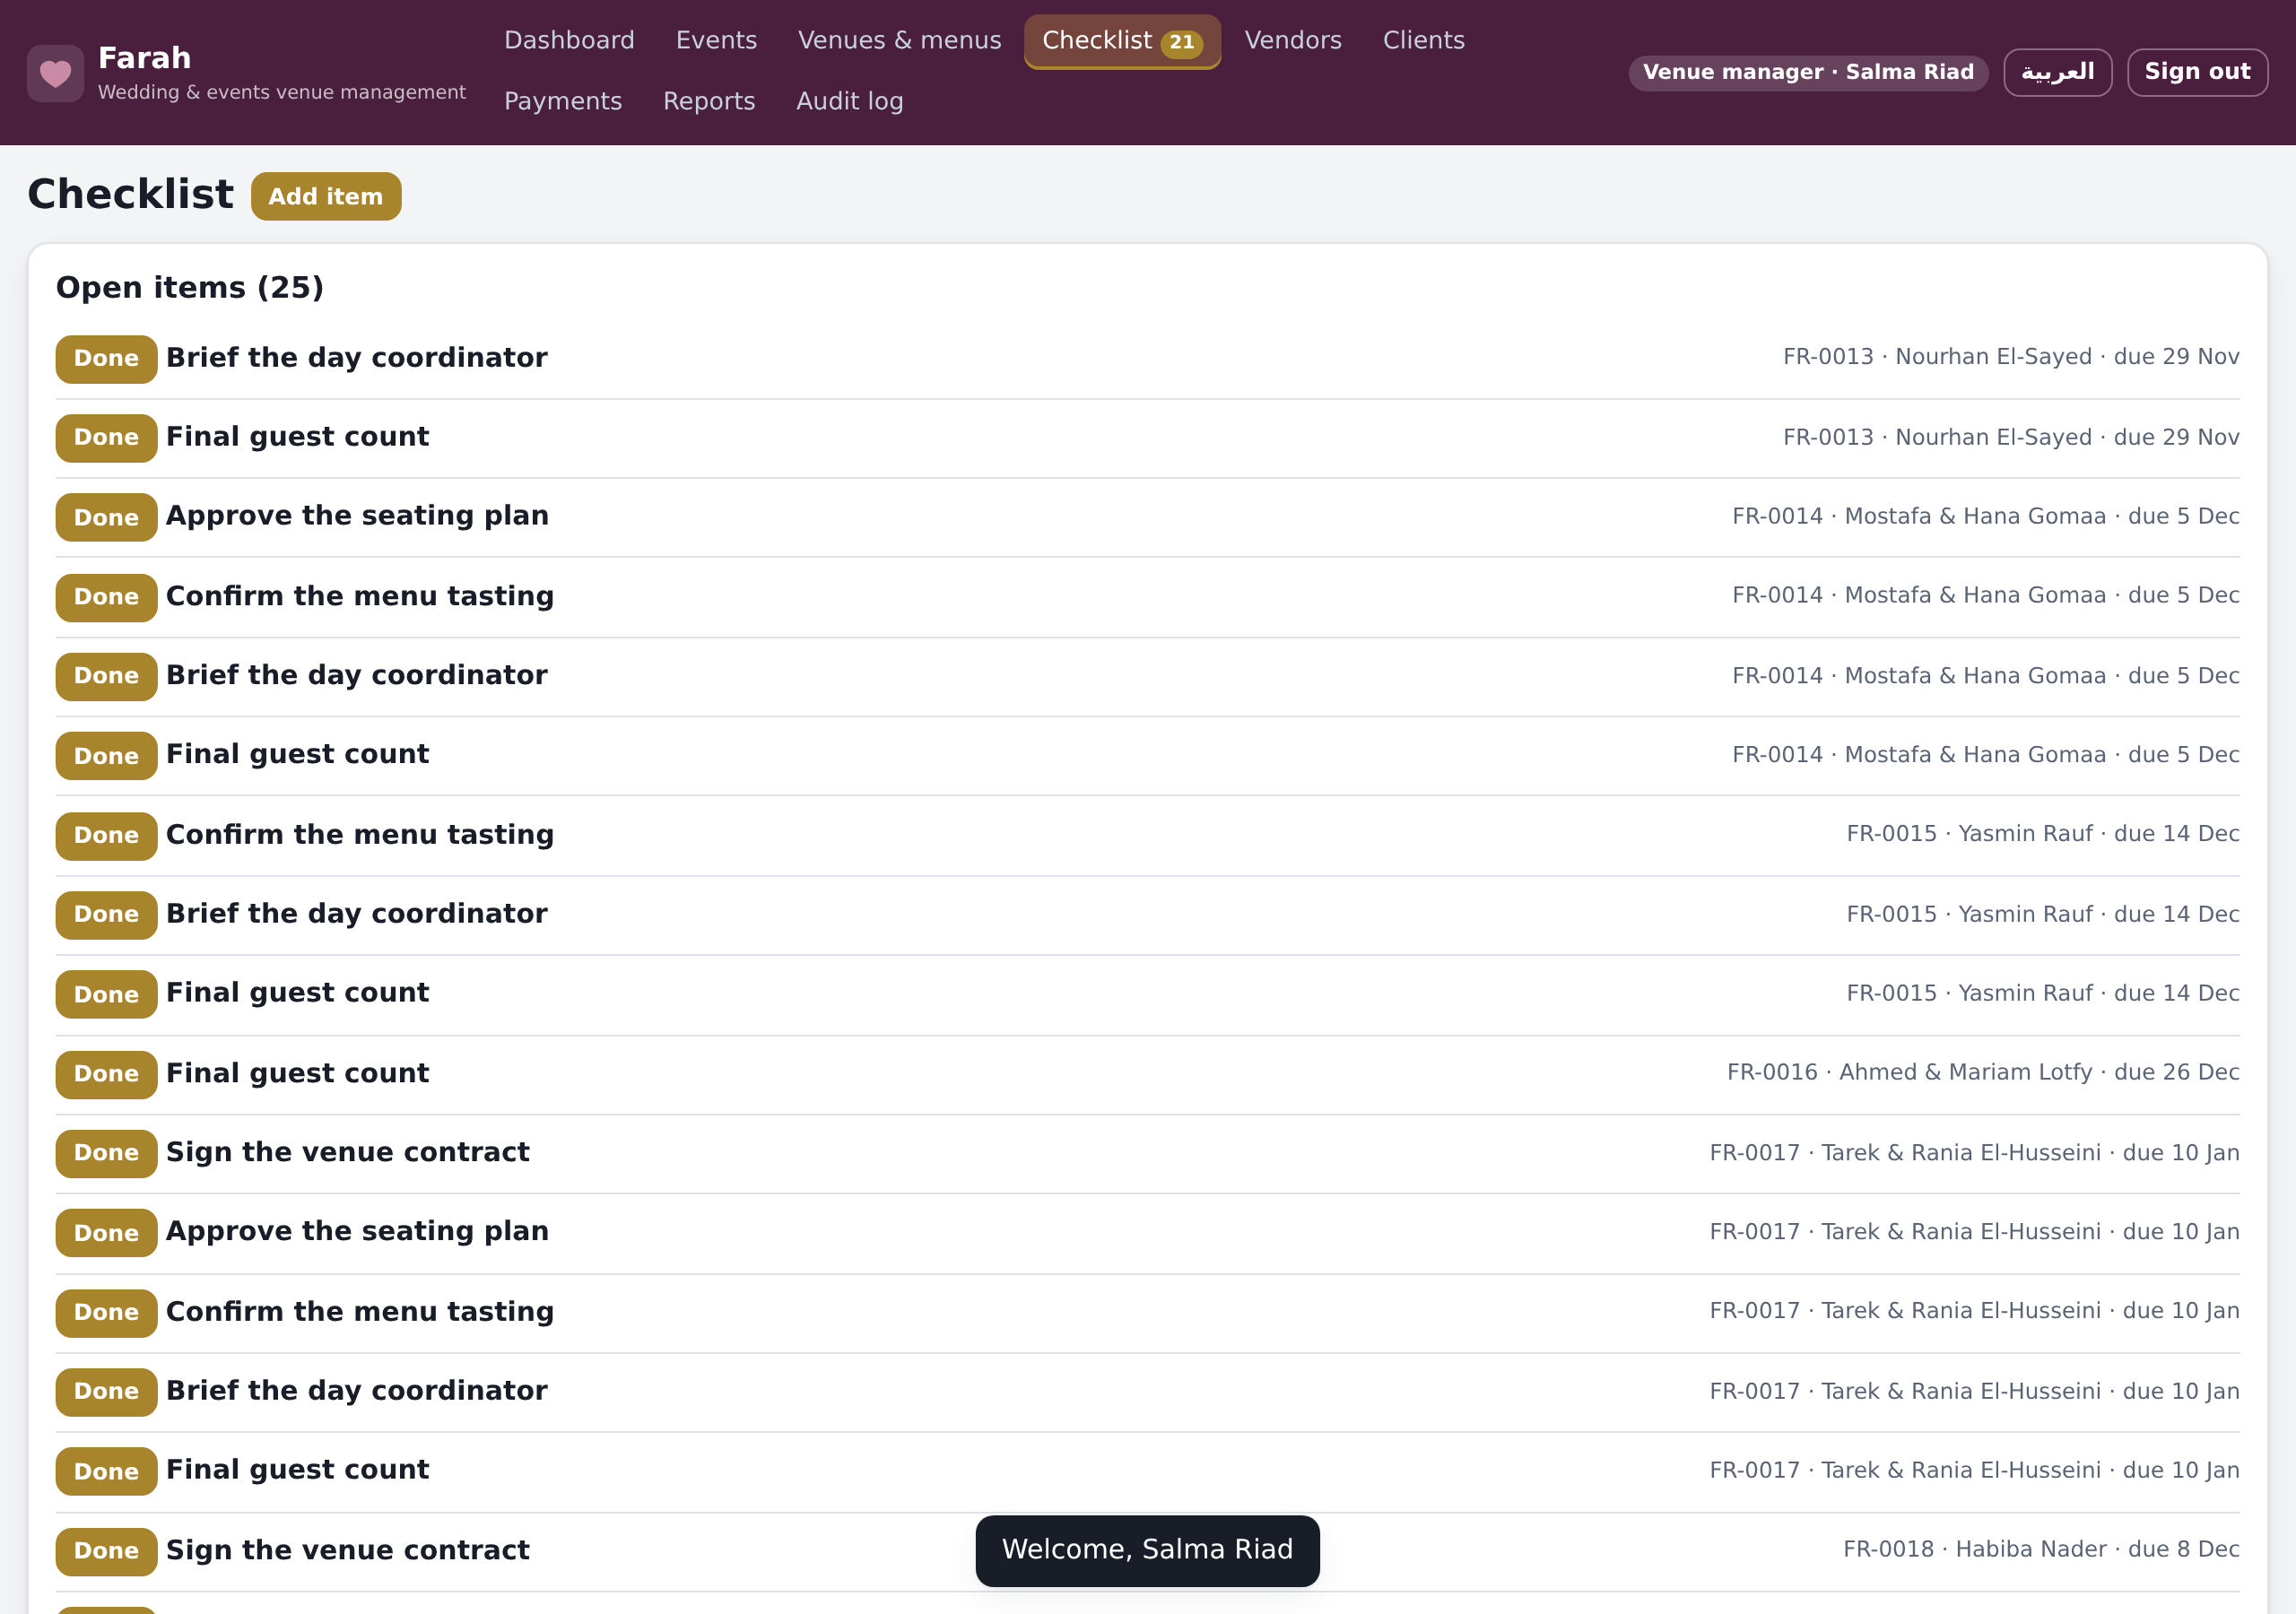 Farah
Wedding & events venue management
Dashboard Events Venues & menus Checklist 21 Vendors Clients
Payments Reports Audit log
Venue manager · Salma Riad العربية Sign out
Checklist Add item
Open items (25)
Done Brief the day coordinator FR-0013 · Nourhan El-Sayed · due 29 Nov
Done Final guest count FR-0013 · Nourhan El-Sayed · due 29 Nov
Done Approve the seating plan FR-0014 · Mostafa & Hana Gomaa · due 5 Dec
Done Confirm the menu tasting FR-0014 · Mostafa & Hana Gomaa · due 5 Dec
Done Brief the day coordinator FR-0014 · Mostafa & Hana Gomaa · due 5 Dec
Done Final guest count FR-0014 · Mostafa & Hana Gomaa · due 5 Dec
Done Confirm the menu tasting FR-0015 · Yasmin Rauf · due 14 Dec
Done Brief the day coordinator FR-0015 · Yasmin Rauf · due 14 Dec
Done Final guest count FR-0015 · Yasmin Rauf · due 14 Dec
Done Final guest count FR-0016 · Ahmed & Mariam Lotfy · due 26 Dec
Done Sign the venue contract FR-0017 · Tarek & Rania El-Husseini · due 10 Jan
Done Approve the seating plan FR-0017 · Tarek & Rania El-Husseini · due 10 Jan
Done Confirm the menu tasting FR-0017 · Tarek & Rania El-Husseini · due 10 Jan
Done Brief the day coordinator FR-0017 · Tarek & Rania El-Husseini · due 10 Jan
Done Final guest count FR-0017 · Tarek & Rania El-Husseini · due 10 Jan
Done Sign the venue contract FR-0018 · Habiba Nader · due 8 Dec
Welcome, Salma Riad